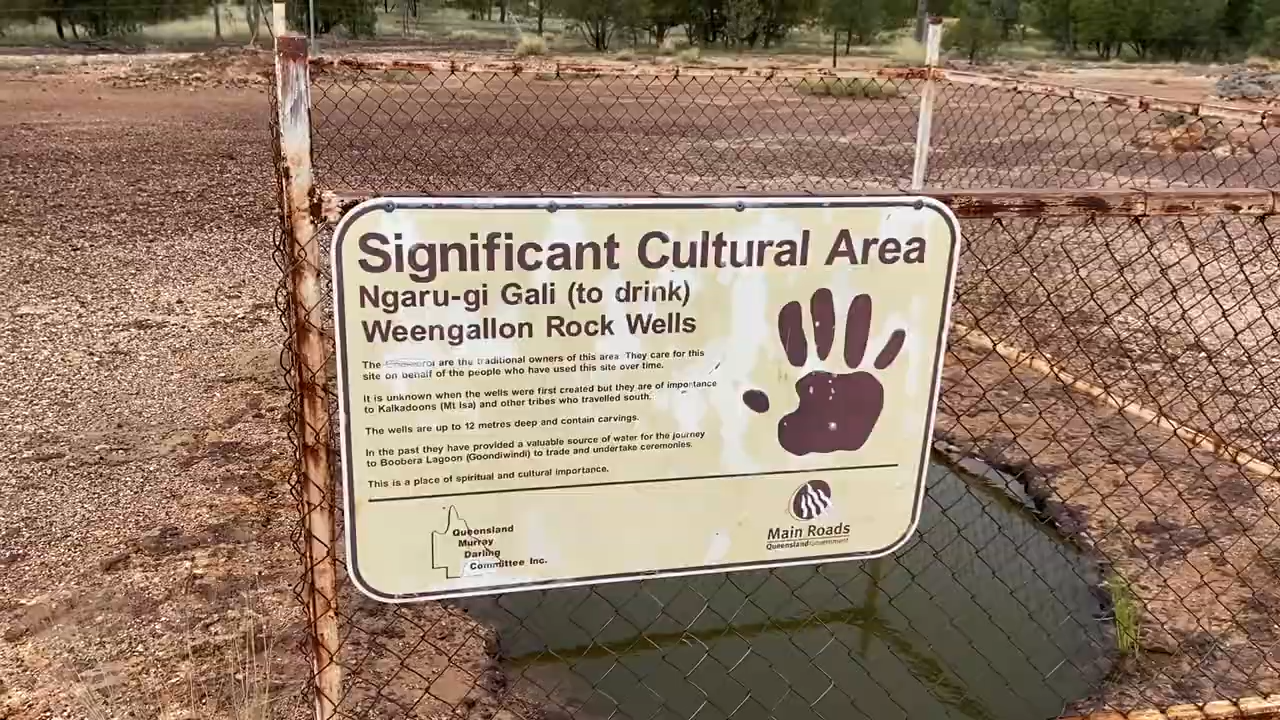 Significant Cultural Area
Ngaru-gi Gali (to drink)
Weengallon Rock Wells
The are the traditional owners of this area. They care for this
site on behalf of the people who have used this site over time.
It is unknown when the wells were first created but they are of importance
to Kalkadoons (Mt Isa) and other tribes who travelled south.
The wells are up to 12 metres deep and contain carvings.
In the past they have provided a valuable source of water for the journey
to Boobera Lagoon (Goondiwindi) to trade and undertake ceremonies.
This is a place of spiritual and cultural importance.
Queensland
Murray
Darling
Committee Inc.
Main Roads
Queensland Government